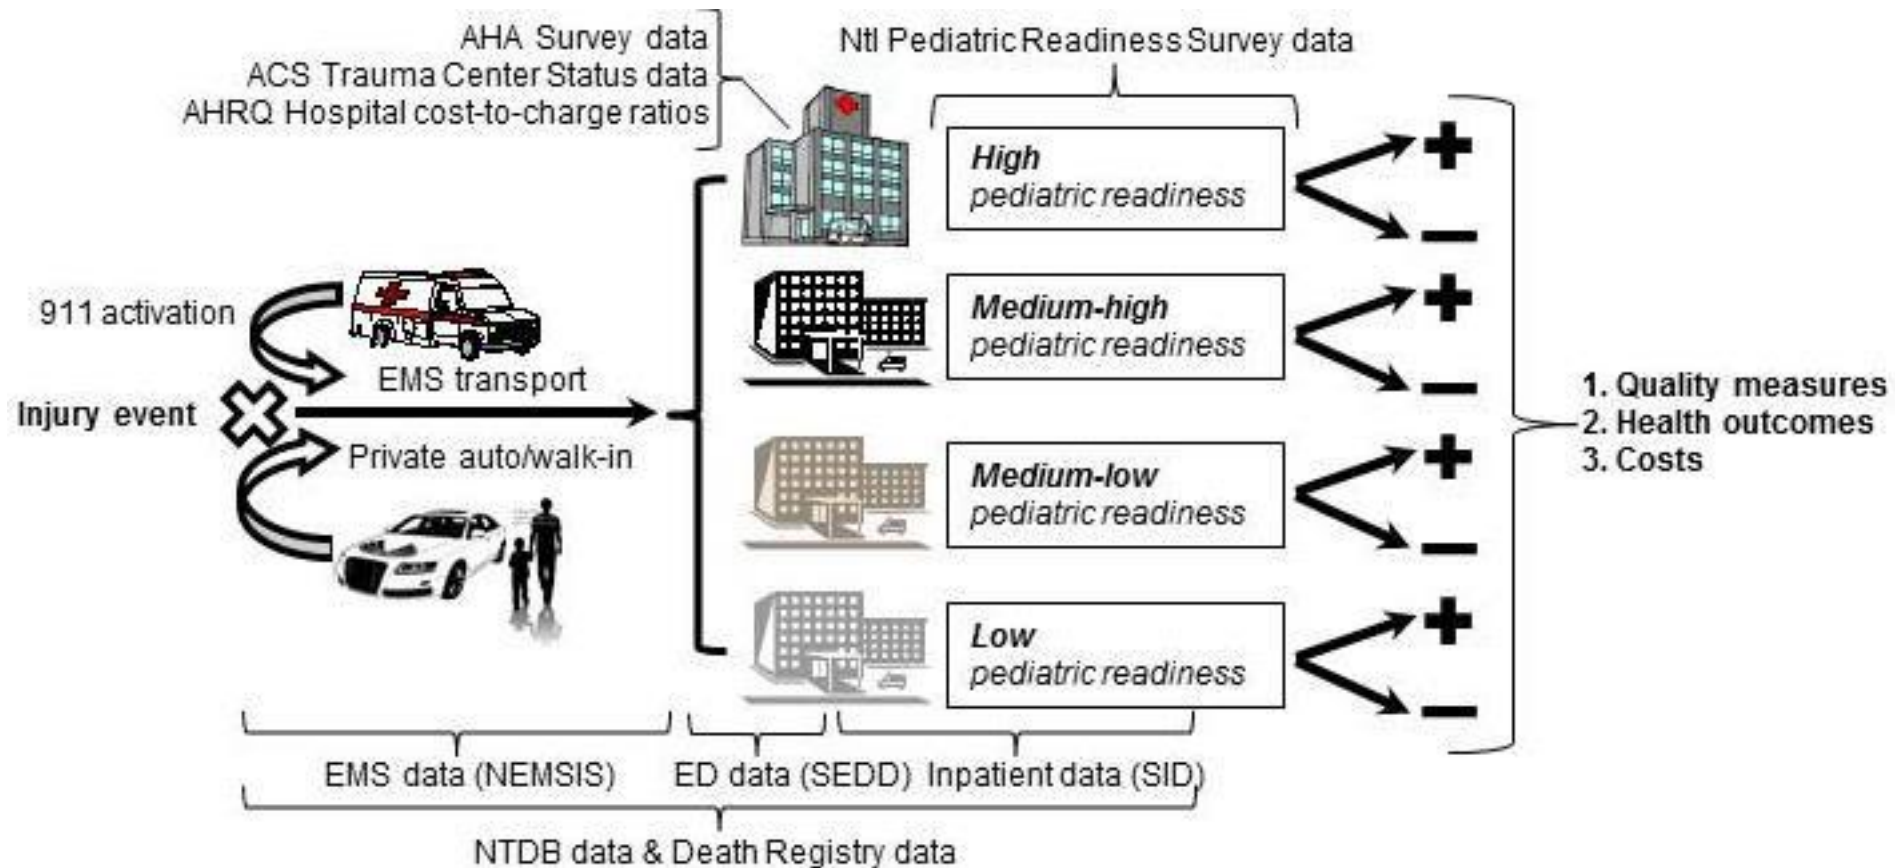 AHA Survey data
ACS Trauma Center Status data
AHRQ Hospital cost-to-charge ratios
Ntl Pediatric Readiness Survey data
High
pediatric readiness
911 activation
EMS transport
Medium-high
pediatric readiness
Injury event
Private auto/walk-in
1. Quality measures
2. Health outcomes
3. Costs
Medium-low
pediatric readiness
Low
pediatric readiness
EMS data (NEMSIS)
ED data (SEDD)
Inpatient data (SID)
NTDB data & Death Registry data